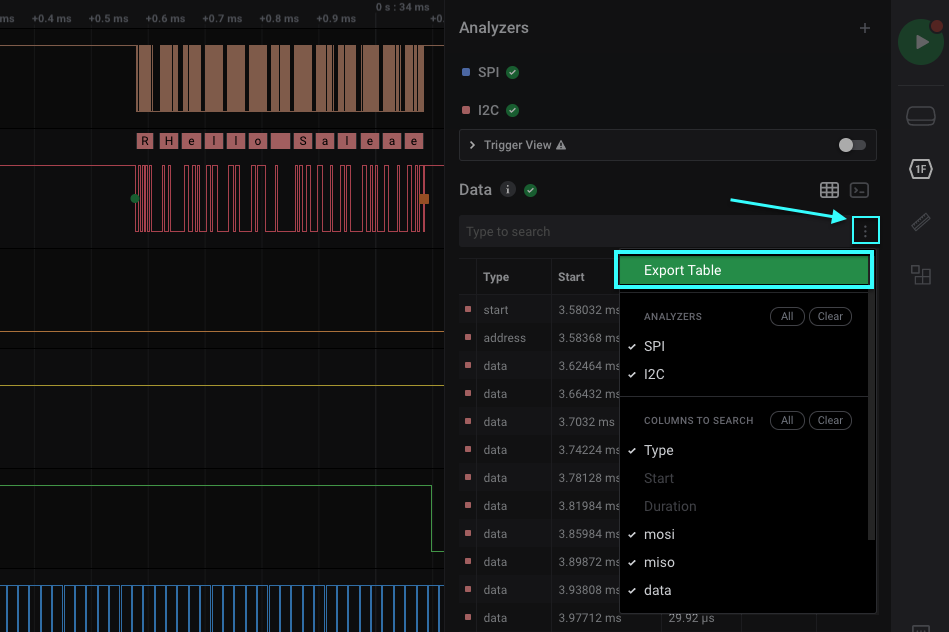 0 s : 34 ms
ms +0.4 ms +0.5 ms +0.6 ms +0.7 ms +0.8 ms +0.9 ms +0.
R H e l l o S a l e a e
Analyzers
SPI
I2C
Trigger View
Data
Type to search
Type Start
start 3.58032 ms
address 3.58368 ms
data 3.62464 ms
data 3.66432 ms
data 3.7032 ms
data 3.74224 ms
data 3.78128 ms
data 3.81984 ms
data 3.85984 ms
data 3.89872 ms
data 3.93808 ms
data 3.97712 ms 29.92 µs
Export Table
ANALYZERS All Clear
SPI
I2C
COLUMNS TO SEARCH All Clear
Type
Start
Duration
mosi
miso
data
1F